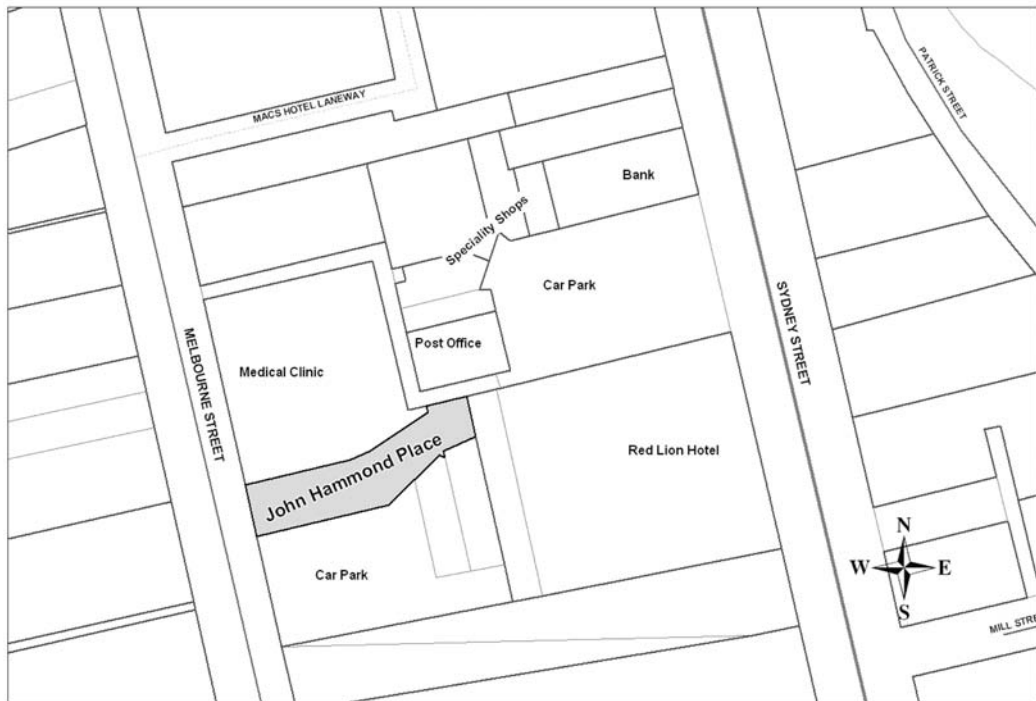 PATRICK STREET
MACS HOTEL LANEWAY
Bank
Speciality Shops
Car Park
SYDNEY STREET
MELBOURNE STREET
Post Office
Medical Clinic
John Hammond Place
Red Lion Hotel
Car Park
N
W E
S
MILL STRE